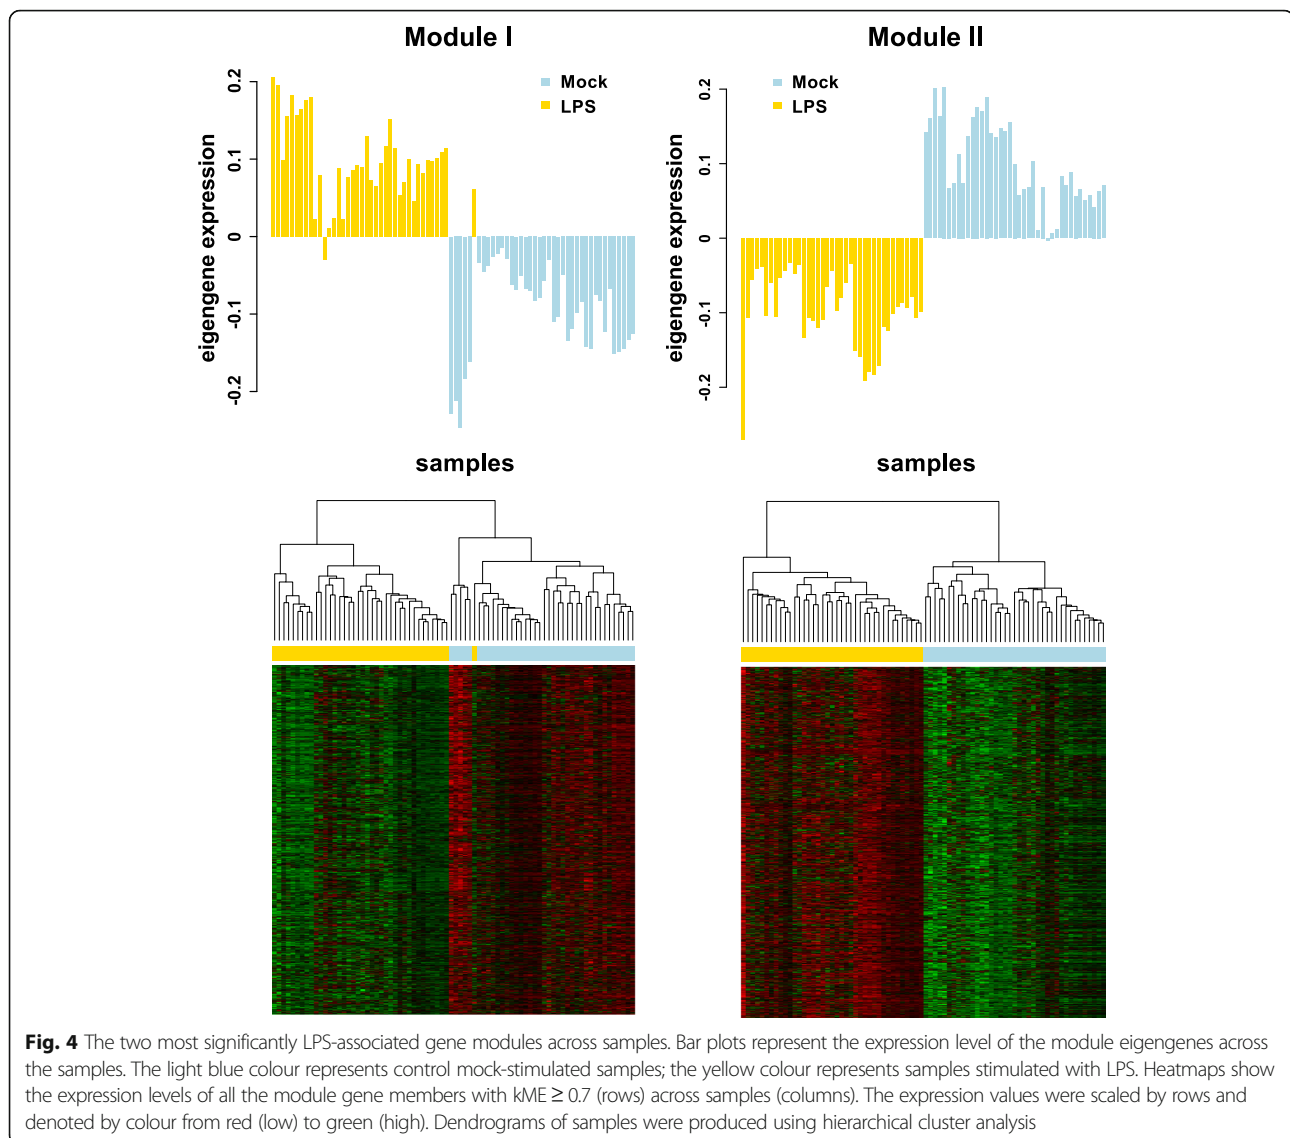 Module I
Module II
Mock
LPS
Mock
LPS
eigengene expression
0.2
0.1
0
-0.1
-0.2
eigengene expression
0.2
0.1
0
-0.1
-0.2
samples
samples
Fig. 4 The two most significantly LPS-associated gene modules across samples. Bar plots represent the expression level of the module eigengenes across
the samples. The light blue colour represents control mock-stimulated samples; the yellow colour represents samples stimulated with LPS. Heatmaps show
the expression levels of all the module gene members with kME ≥ 0.7 (rows) across samples (columns). The expression values were scaled by rows and
denoted by colour from red (low) to green (high). Dendrograms of samples were produced using hierarchical cluster analysis